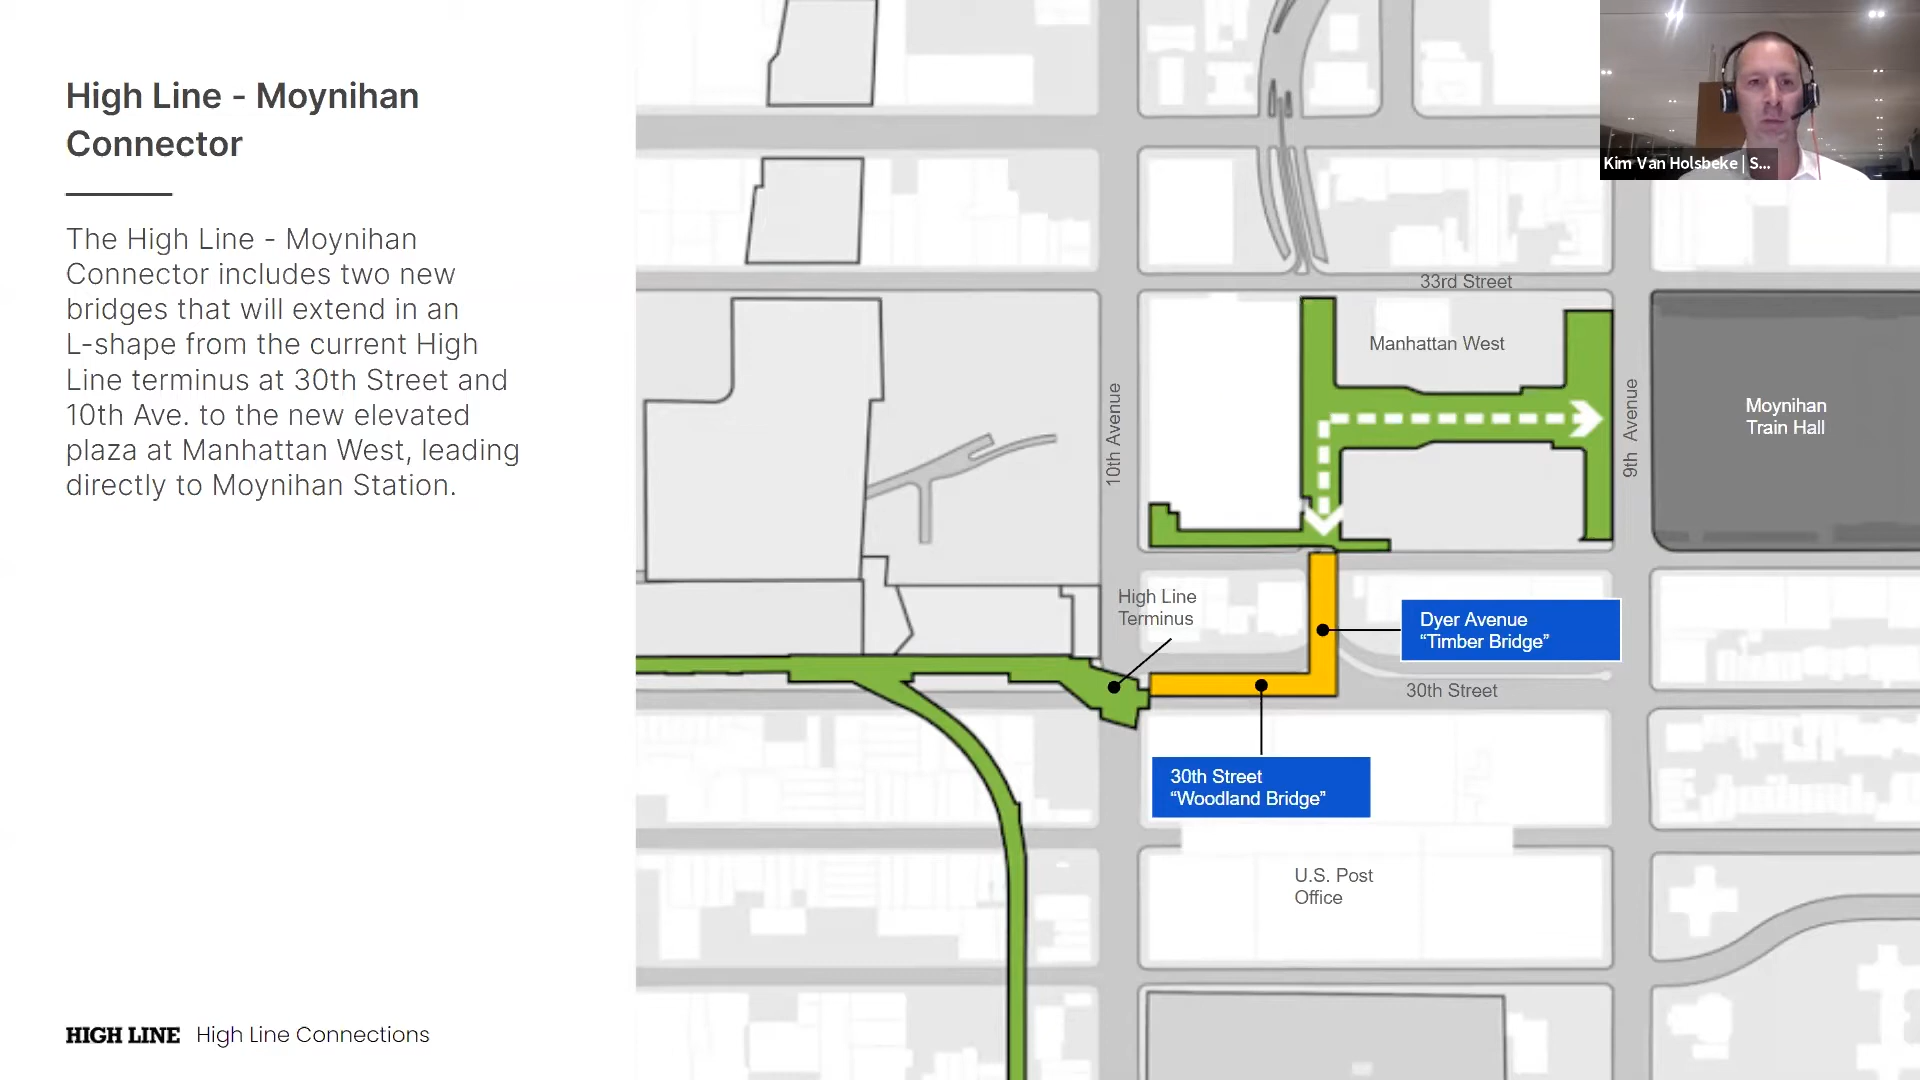 High Line - Moynihan
Connector
The High Line - Moynihan
Connector includes two new
bridges that will extend in an
L-shape from the current High
Line terminus at 30th Street and
10th Ave. to the new elevated
plaza at Manhattan West, leading
directly to Moynihan Station.
HIGH LINE High Line Connections
Kim Van Holsbeke | S...
33rd Street
Manhattan West
10th Avenue
9th Avenue
Moynihan
Train Hall
High Line
Terminus
Dyer Avenue
“Timber Bridge”
30th Street
30th Street
“Woodland Bridge”
U.S. Post
Office